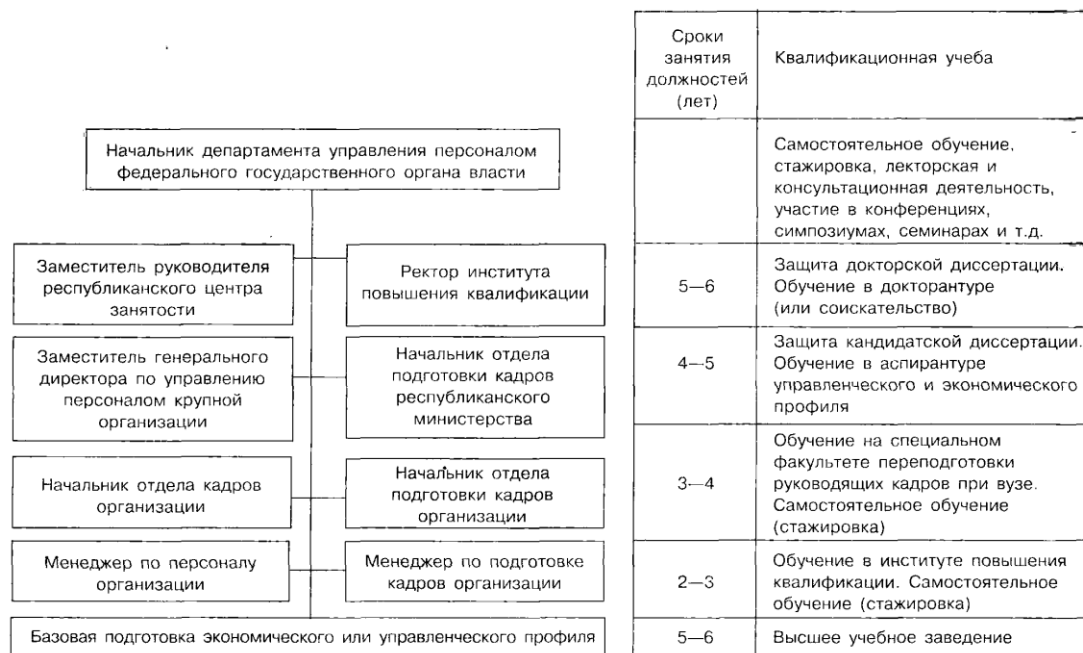 Начальник департамента управления персоналом
федерального государственного органа власти
Заместитель руководителя
республиканского центра
занятости
Ректор института
повышения квалификации
Заместитель генерального
директора по управлению
персоналом крупной
организации
Начальник отдела
подготовки кадров
республиканского
министерства
Начальник отдела кадров
организации
Начальник отдела
подготовки кадров
организации
Менеджер по персоналу
организации
Менеджер по подготовке
кадров организации
Базовая подготовка экономического или управленческого профиля
Сроки
занятия
должностей
(лет)
Квалификационная учеба
Самостоятельное обучение,
стажировка, лекторская и
консультационная деятельность,
участие в конференциях,
симпозиумах, семинарах и т.д.
5—6
Защита докторской диссертации.
Обучение в докторантуре
(или соискательство)
4—5
Защита кандидатской диссертации.
Обучение в аспирантуре
управленческого и экономического
профиля
3—4
Обучение на специальном
факультете переподготовки
руководящих кадров при вузе.
Самостоятельное обучение
(стажировка)
2—3
Обучение в институте повышения
квалификации. Самостоятельное
обучение (стажировка)
5—6
Высшее учебное заведение